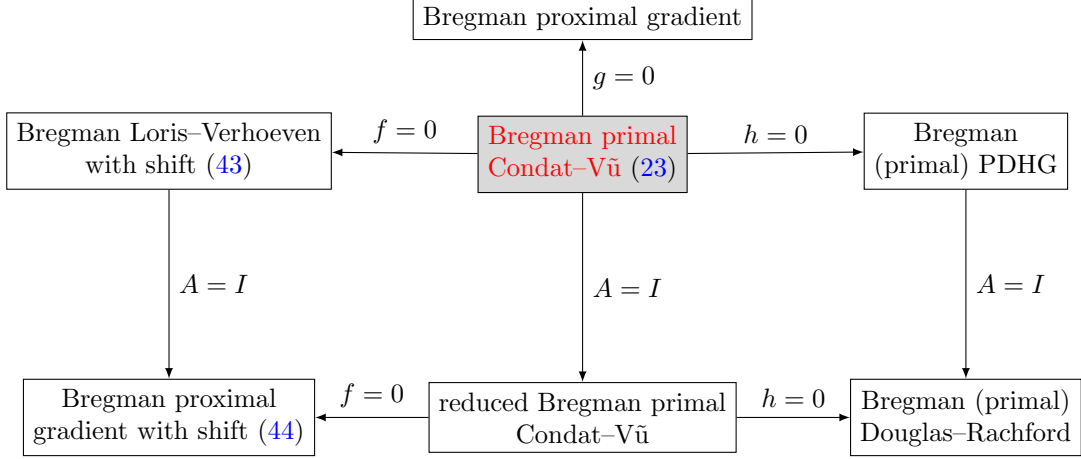 Bregman proximal gradient
g = 0
Bregman Loris–Verhoeven
with shift (43)
f = 0
Bregman primal
Condat–Vũ (23)
h = 0
Bregman
(primal) PDHG
A = I
A = I
A = I
Bregman proximal
gradient with shift (44)
f = 0
reduced Bregman primal
Condat–Vũ
h = 0
Bregman (primal)
Douglas–Rachford